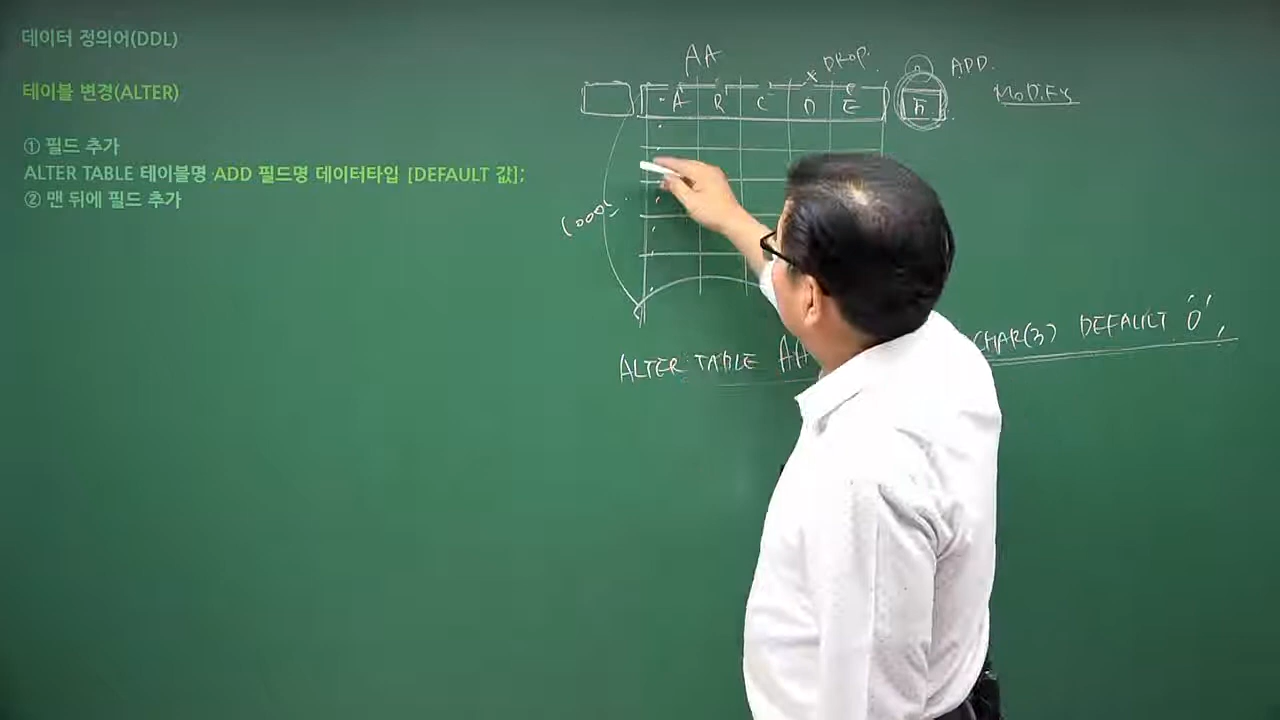 데이터 정의어(DDL)
테이블 변경(ALTER)
① 필드 추가
ALTER TABLE 테이블명 ADD 필드명 데이터타입 [DEFAULT 값];
② 맨 뒤에 필드 추가
AA
DROP.
ADD.
MODIFY
A B C D E
ALTER TABLE AA CHAR(3) DEFAULT '0';